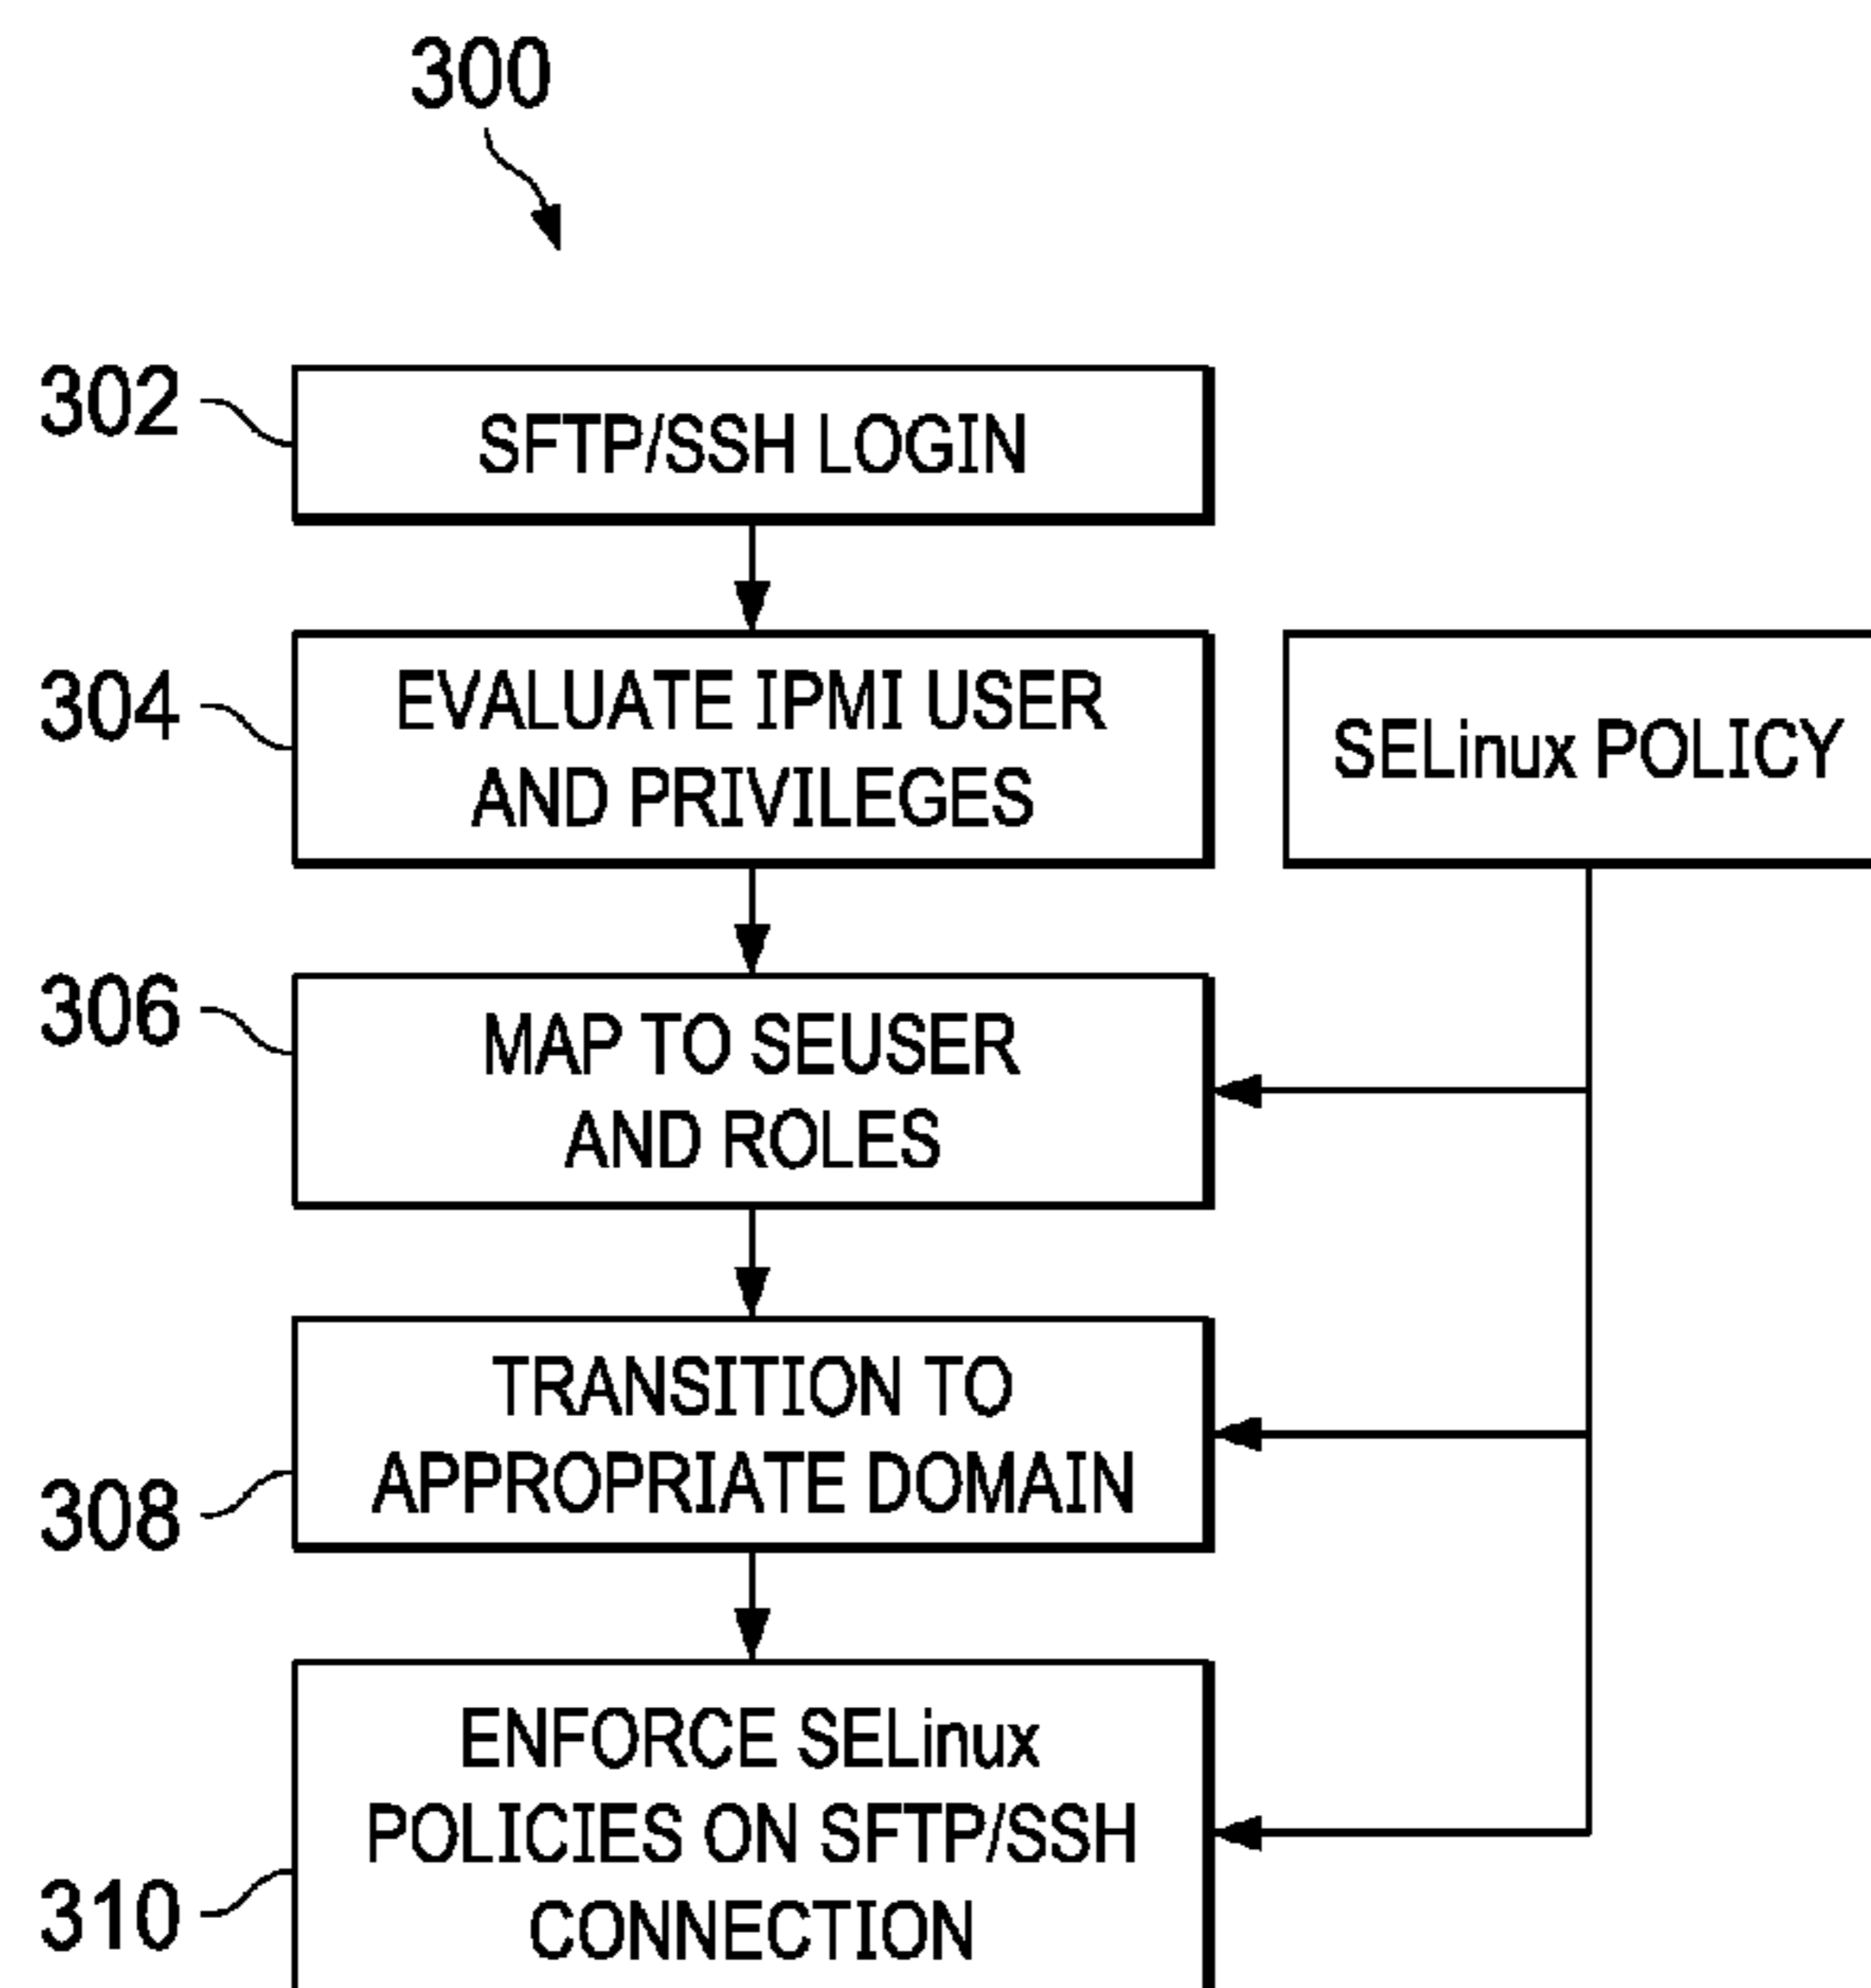 300
302
SFTP/SSH LOGIN
304
EVALUATE IPMI USER
AND PRIVILEGES
SELinux POLICY
306
MAP TO SEUSER
AND ROLES
308
TRANSITION TO
APPROPRIATE DOMAIN
310
ENFORCE SELinux
POLICIES ON SFTP/SSH
CONNECTION